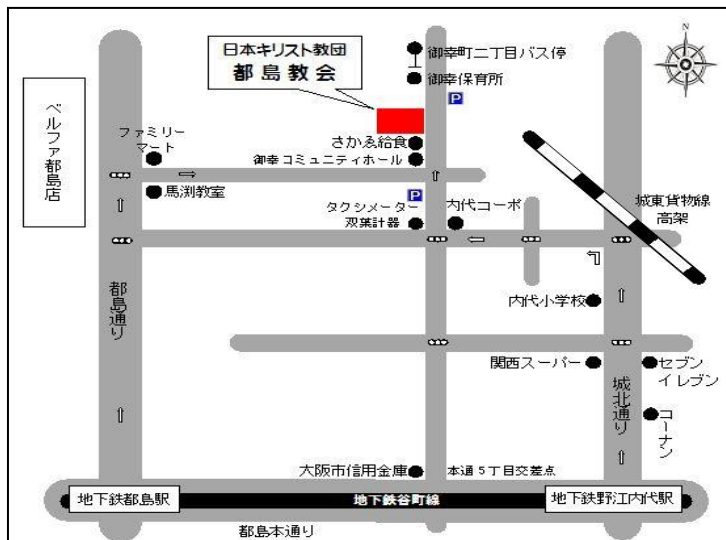 日本キリスト教団
都島教会
N
御幸町二丁目バス停
御幸保育所
P
ベルファ都島店
ファミリー
マート
さかゑ給食
御幸コミュニティホール
馬渕教室
P
タクシメーター
双葉計器
内代コーポ
城東貨物線
高架
都島通り
内代小学校
関西スーパー
セブン
イレブン
城北通り
コーナン
大阪市信用金庫
本通5丁目交差点
地下鉄都島駅
地下鉄谷町線
地下鉄野江内代駅
都島本通り